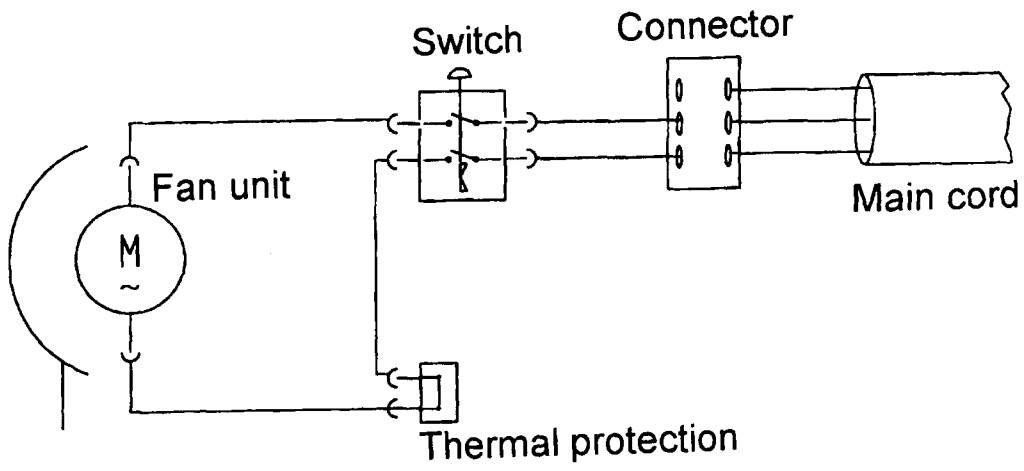 Switch
Connector
Fan unit
M
~
Main cord
Thermal protection